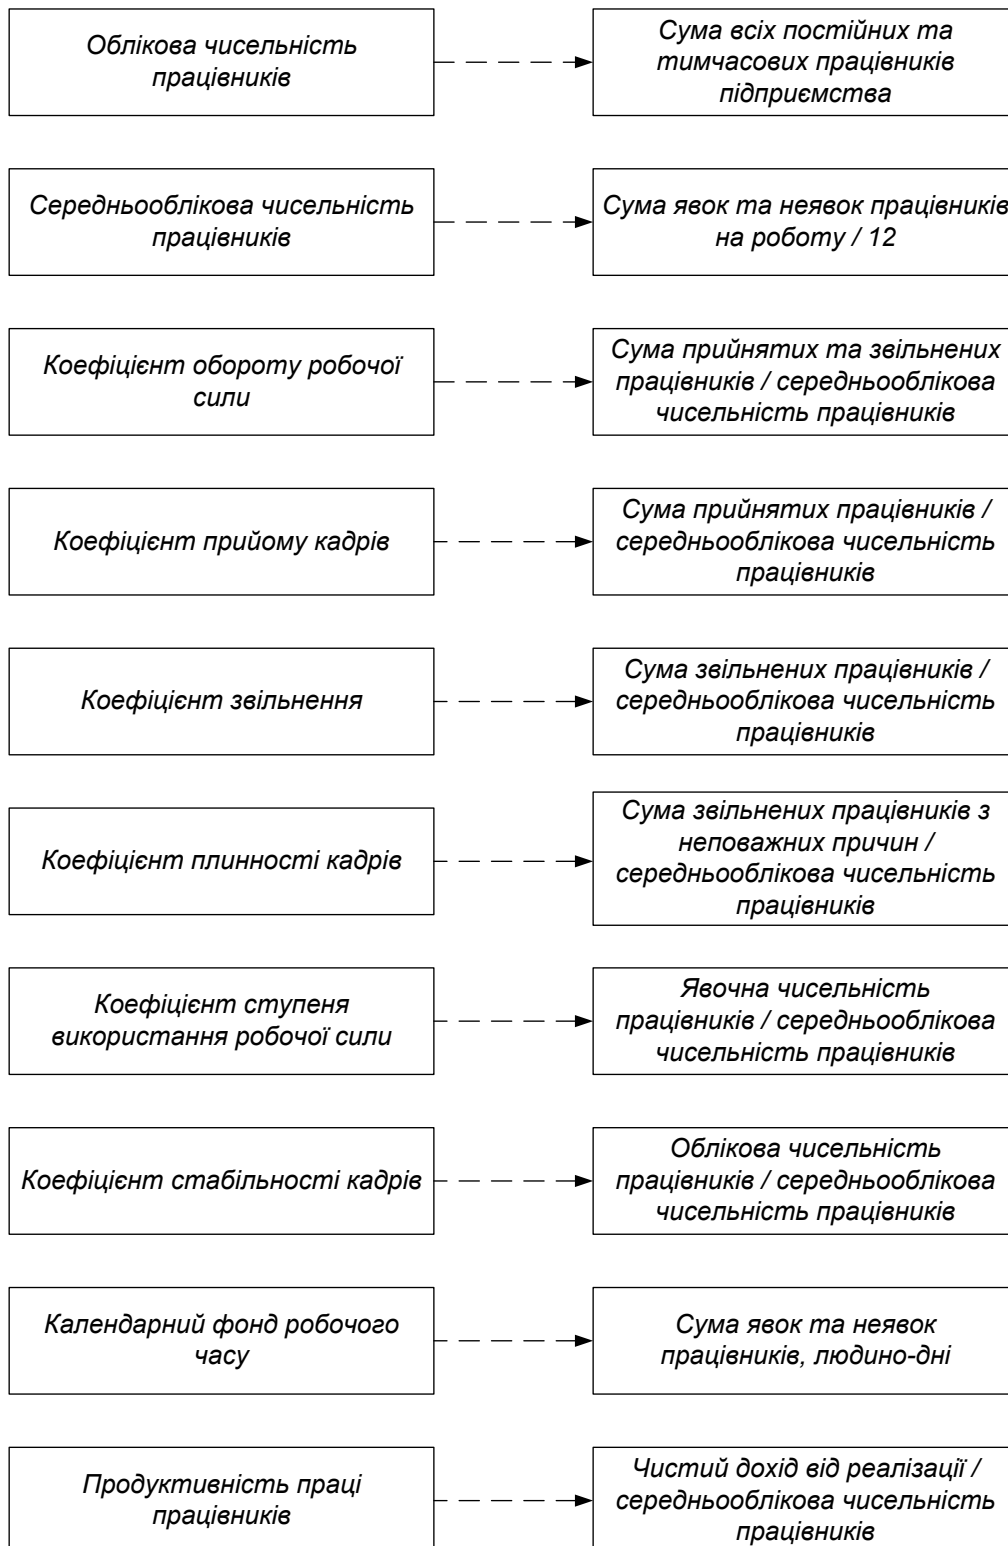 Облікова чисельність
працівників
Сума всіх постійних та
тимчасових працівників
підприємства
Середньооблікова чисельність
працівників
Сума явок та неявок працівників
на роботу / 12
Коефіцієнт обороту робочої
сили
Сума прийнятих та звільнених
працівників / середньооблікова
чисельність працівників
Коефіцієнт прийому кадрів
Сума прийнятих працівників /
середньооблікова чисельність
працівників
Коефіцієнт звільнення
Сума звільнених працівників /
середньооблікова чисельність
працівників
Коефіцієнт плинності кадрів
Сума звільнених працівників з
неповажних причин /
середньооблікова чисельність
працівників
Коефіцієнт ступеня
використання робочої сили
Явочна чисельність
працівників / середньооблікова
чисельність працівників
Коефіцієнт стабільності кадрів
Облікова чисельність
працівників / середньооблікова
чисельність працівників
Календарний фонд робочого
часу
Сума явок та неявок
працівників, людино-дні
Продуктивність праці
працівників
Чистий дохід від реалізації /
середньооблікова чисельність
працівників